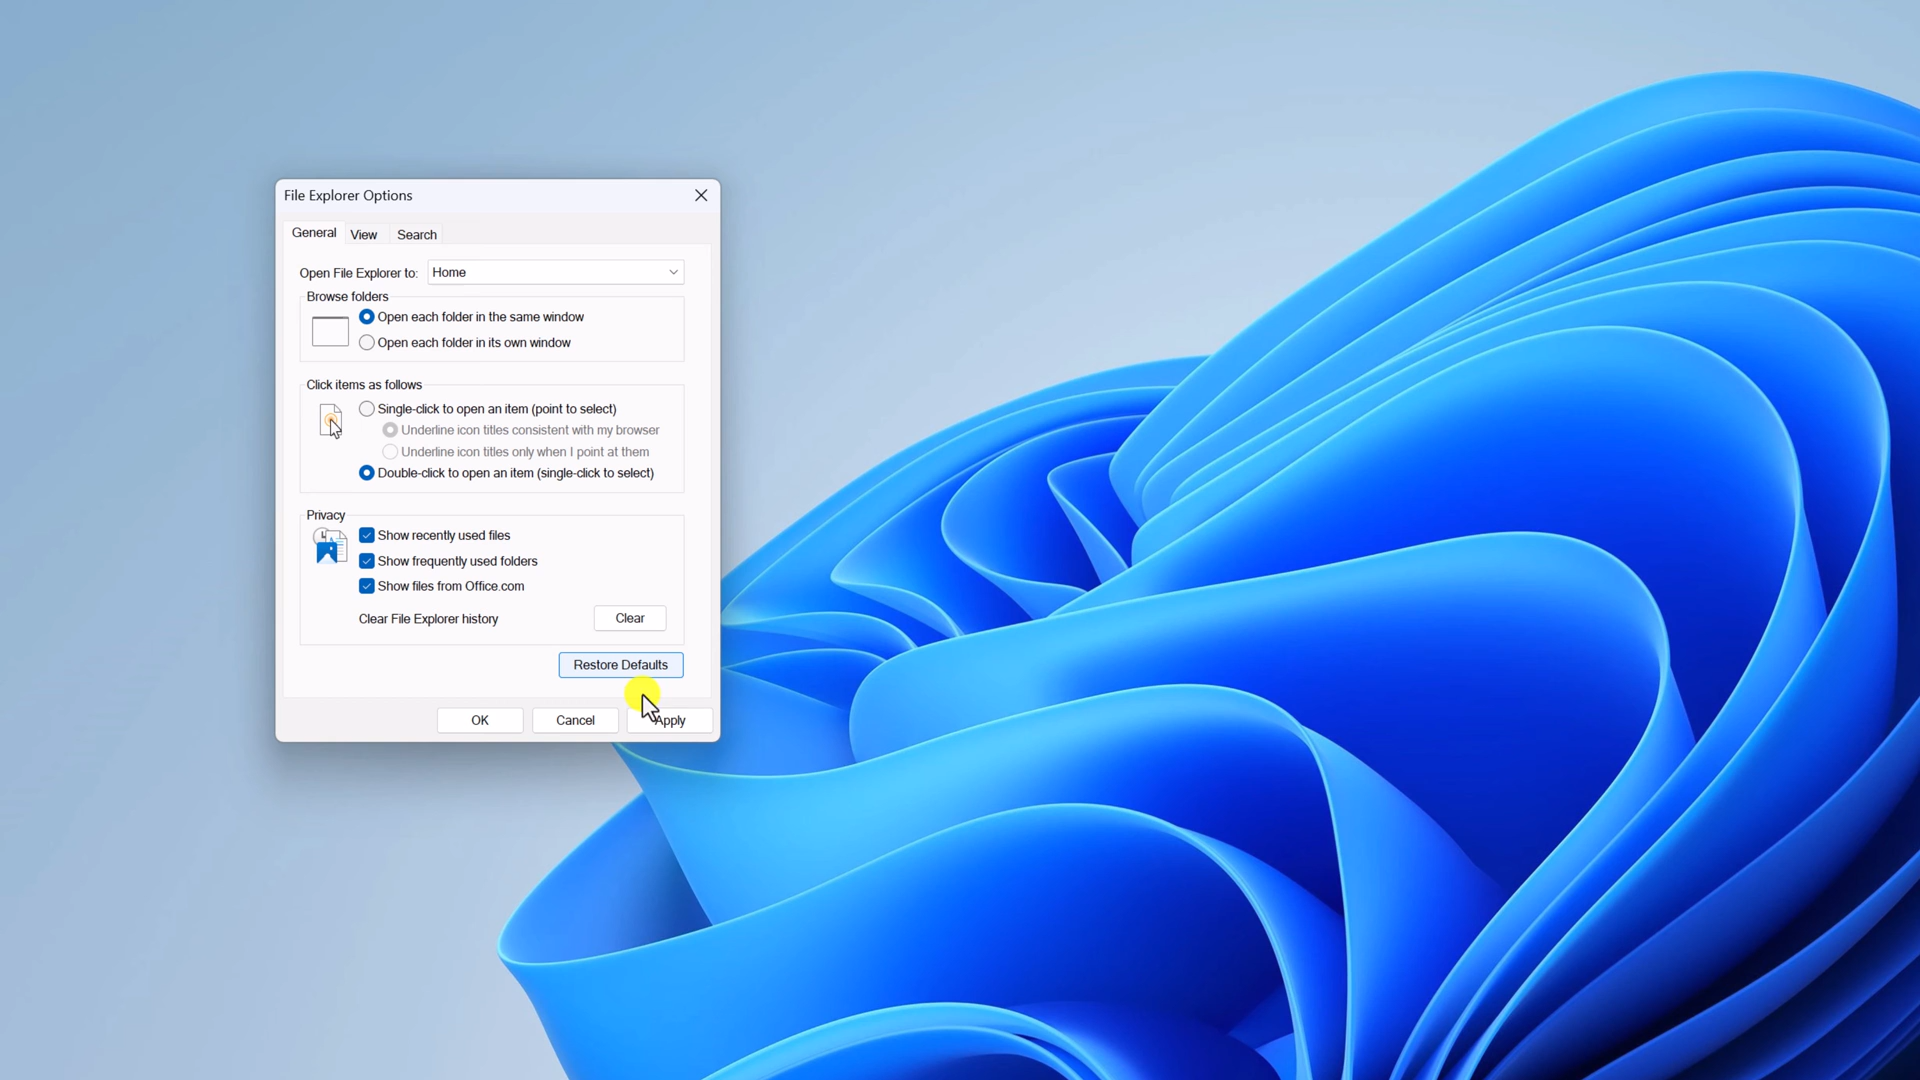 File Explorer Options
General View Search
Open File Explorer to: Home
Browse folders
Open each folder in the same window
Open each folder in its own window
Click items as follows
Single-click to open an item (point to select)
Underline icon titles consistent with my browser
Underline icon titles only when I point at them
Double-click to open an item (single-click to select)
Privacy
Show recently used files
Show frequently used folders
Show files from Office.com
Clear File Explorer history Clear
Restore Defaults
OK Cancel Apply